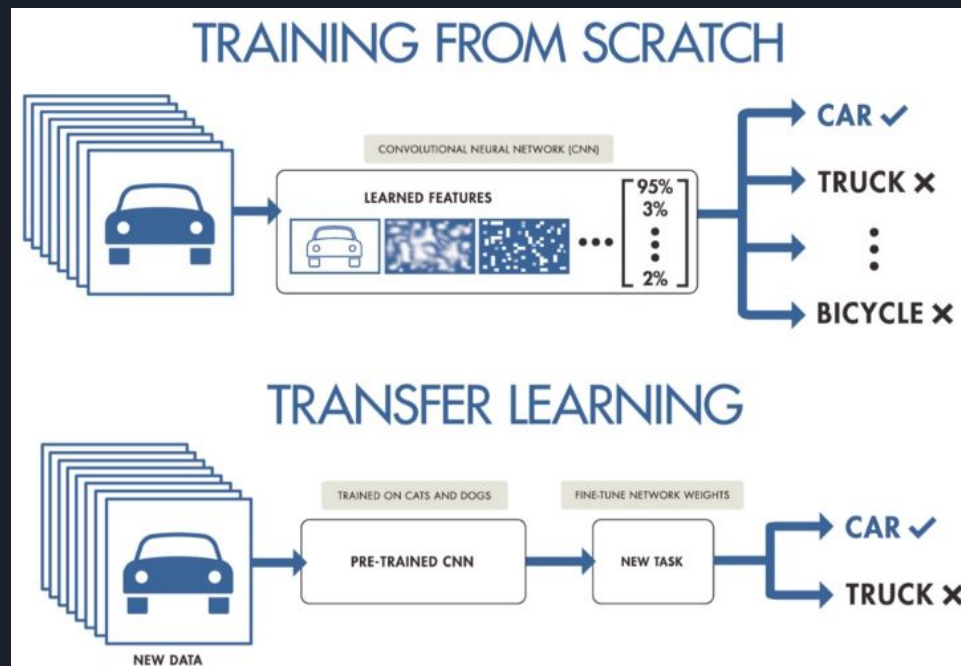 TRAINING FROM SCRATCH
CONVOLUTIONAL NEURAL NETWORK (CNN)
LEARNED FEATURES
95%
3%
2%
CAR ✓
TRUCK ✕
BICYCLE ✕
TRANSFER LEARNING
TRAINED ON CATS AND DOGS
PRE-TRAINED CNN
FINE-TUNE NETWORK WEIGHTS
NEW TASK
CAR ✓
TRUCK ✕
NEW DATA